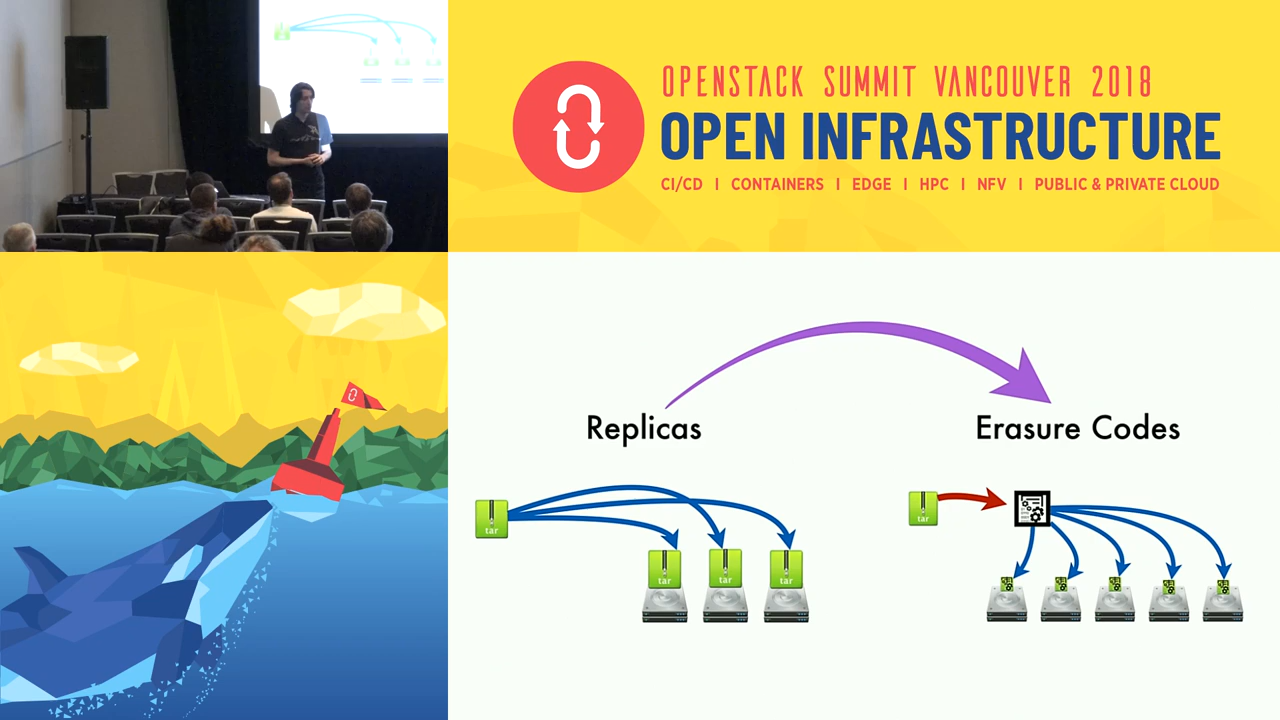 OPENSTACK SUMMIT VANCOUVER 2018
OPEN INFRASTRUCTURE
CI/CD | CONTAINERS | EDGE | HPC | NFV | PUBLIC & PRIVATE CLOUD
Replicas
Erasure Codes
tar
tar
tar tar tar